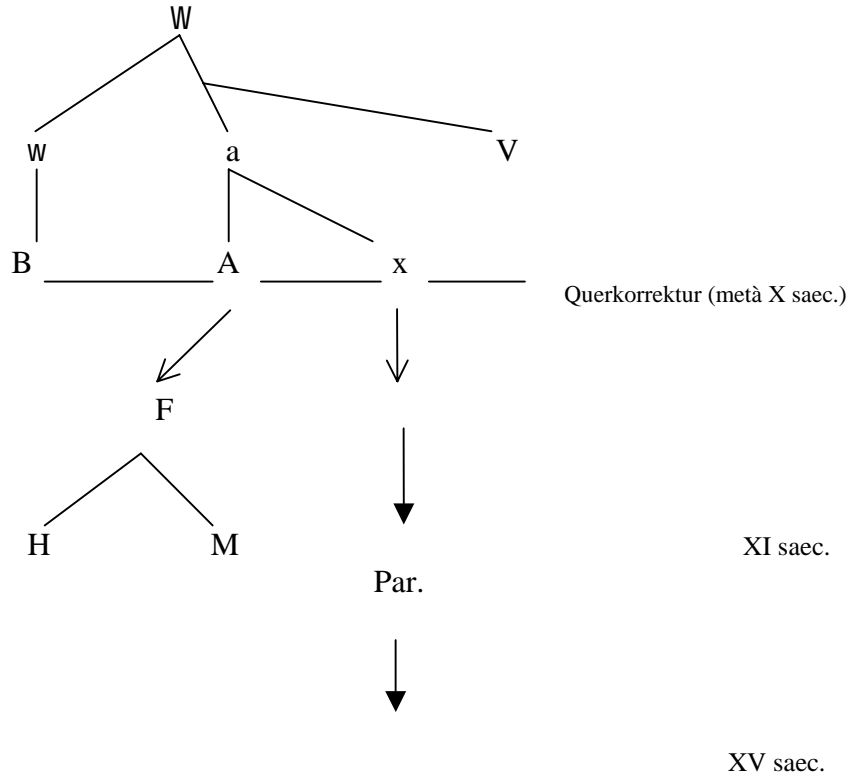 W
w a V
B A x
Querkorrektur (metà X saec.)
F
H M XI saec.
Par.
XV saec.